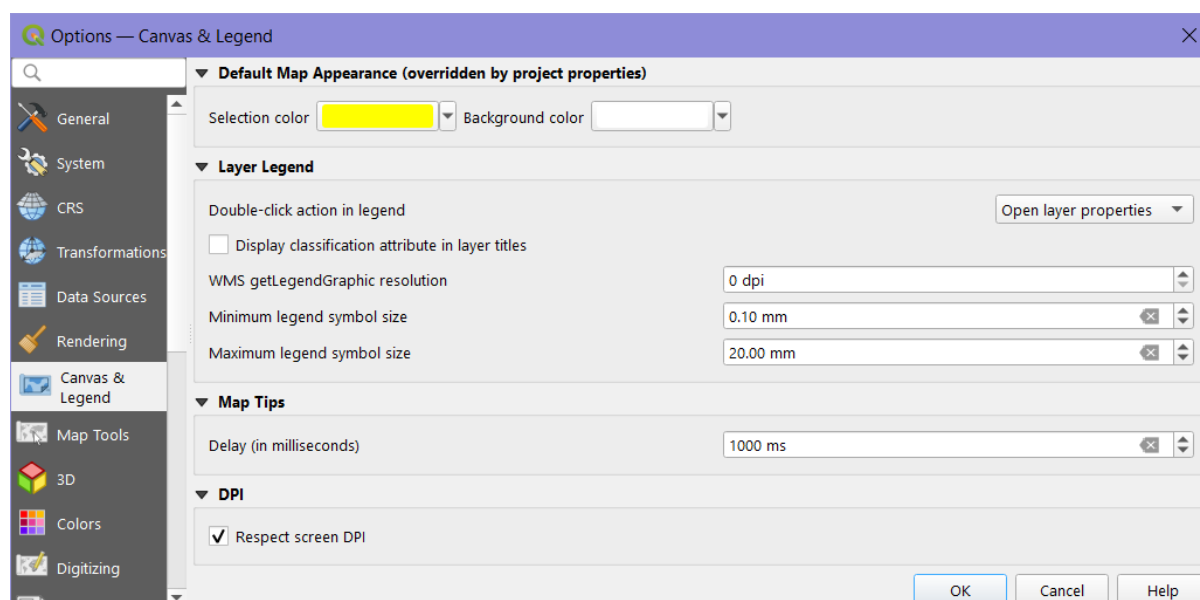 Options — Canvas & Legend
General
System
CRS
Transformations
Data Sources
Rendering
Canvas &
Legend
Map Tools
3D
Colors
Digitizing
Default Map Appearance (overridden by project properties)
Selection color Background color
Layer Legend
Double-click action in legend Open layer properties
Display classification attribute in layer titles
WMS getLegendGraphic resolution 0 dpi
Minimum legend symbol size 0.10 mm
Maximum legend symbol size 20.00 mm
Map Tips
Delay (in milliseconds) 1000 ms
DPI
Respect screen DPI
OK Cancel Help